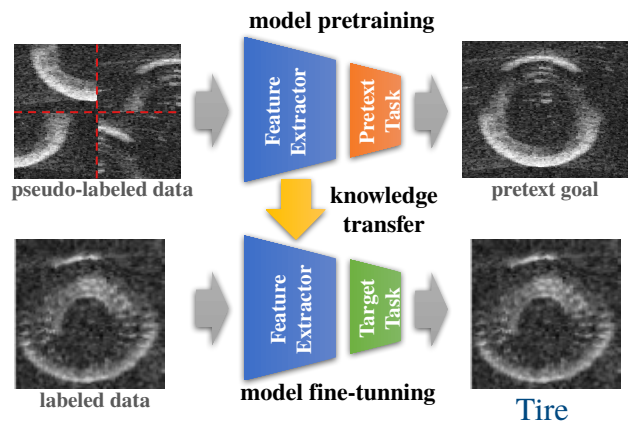 model pretraining
Feature
Extractor
Pretext
Task
pseudo-labeled data
pretext goal
knowledge
transfer
Feature
Extractor
Target
Task
labeled data
model fine-tunning
Tire